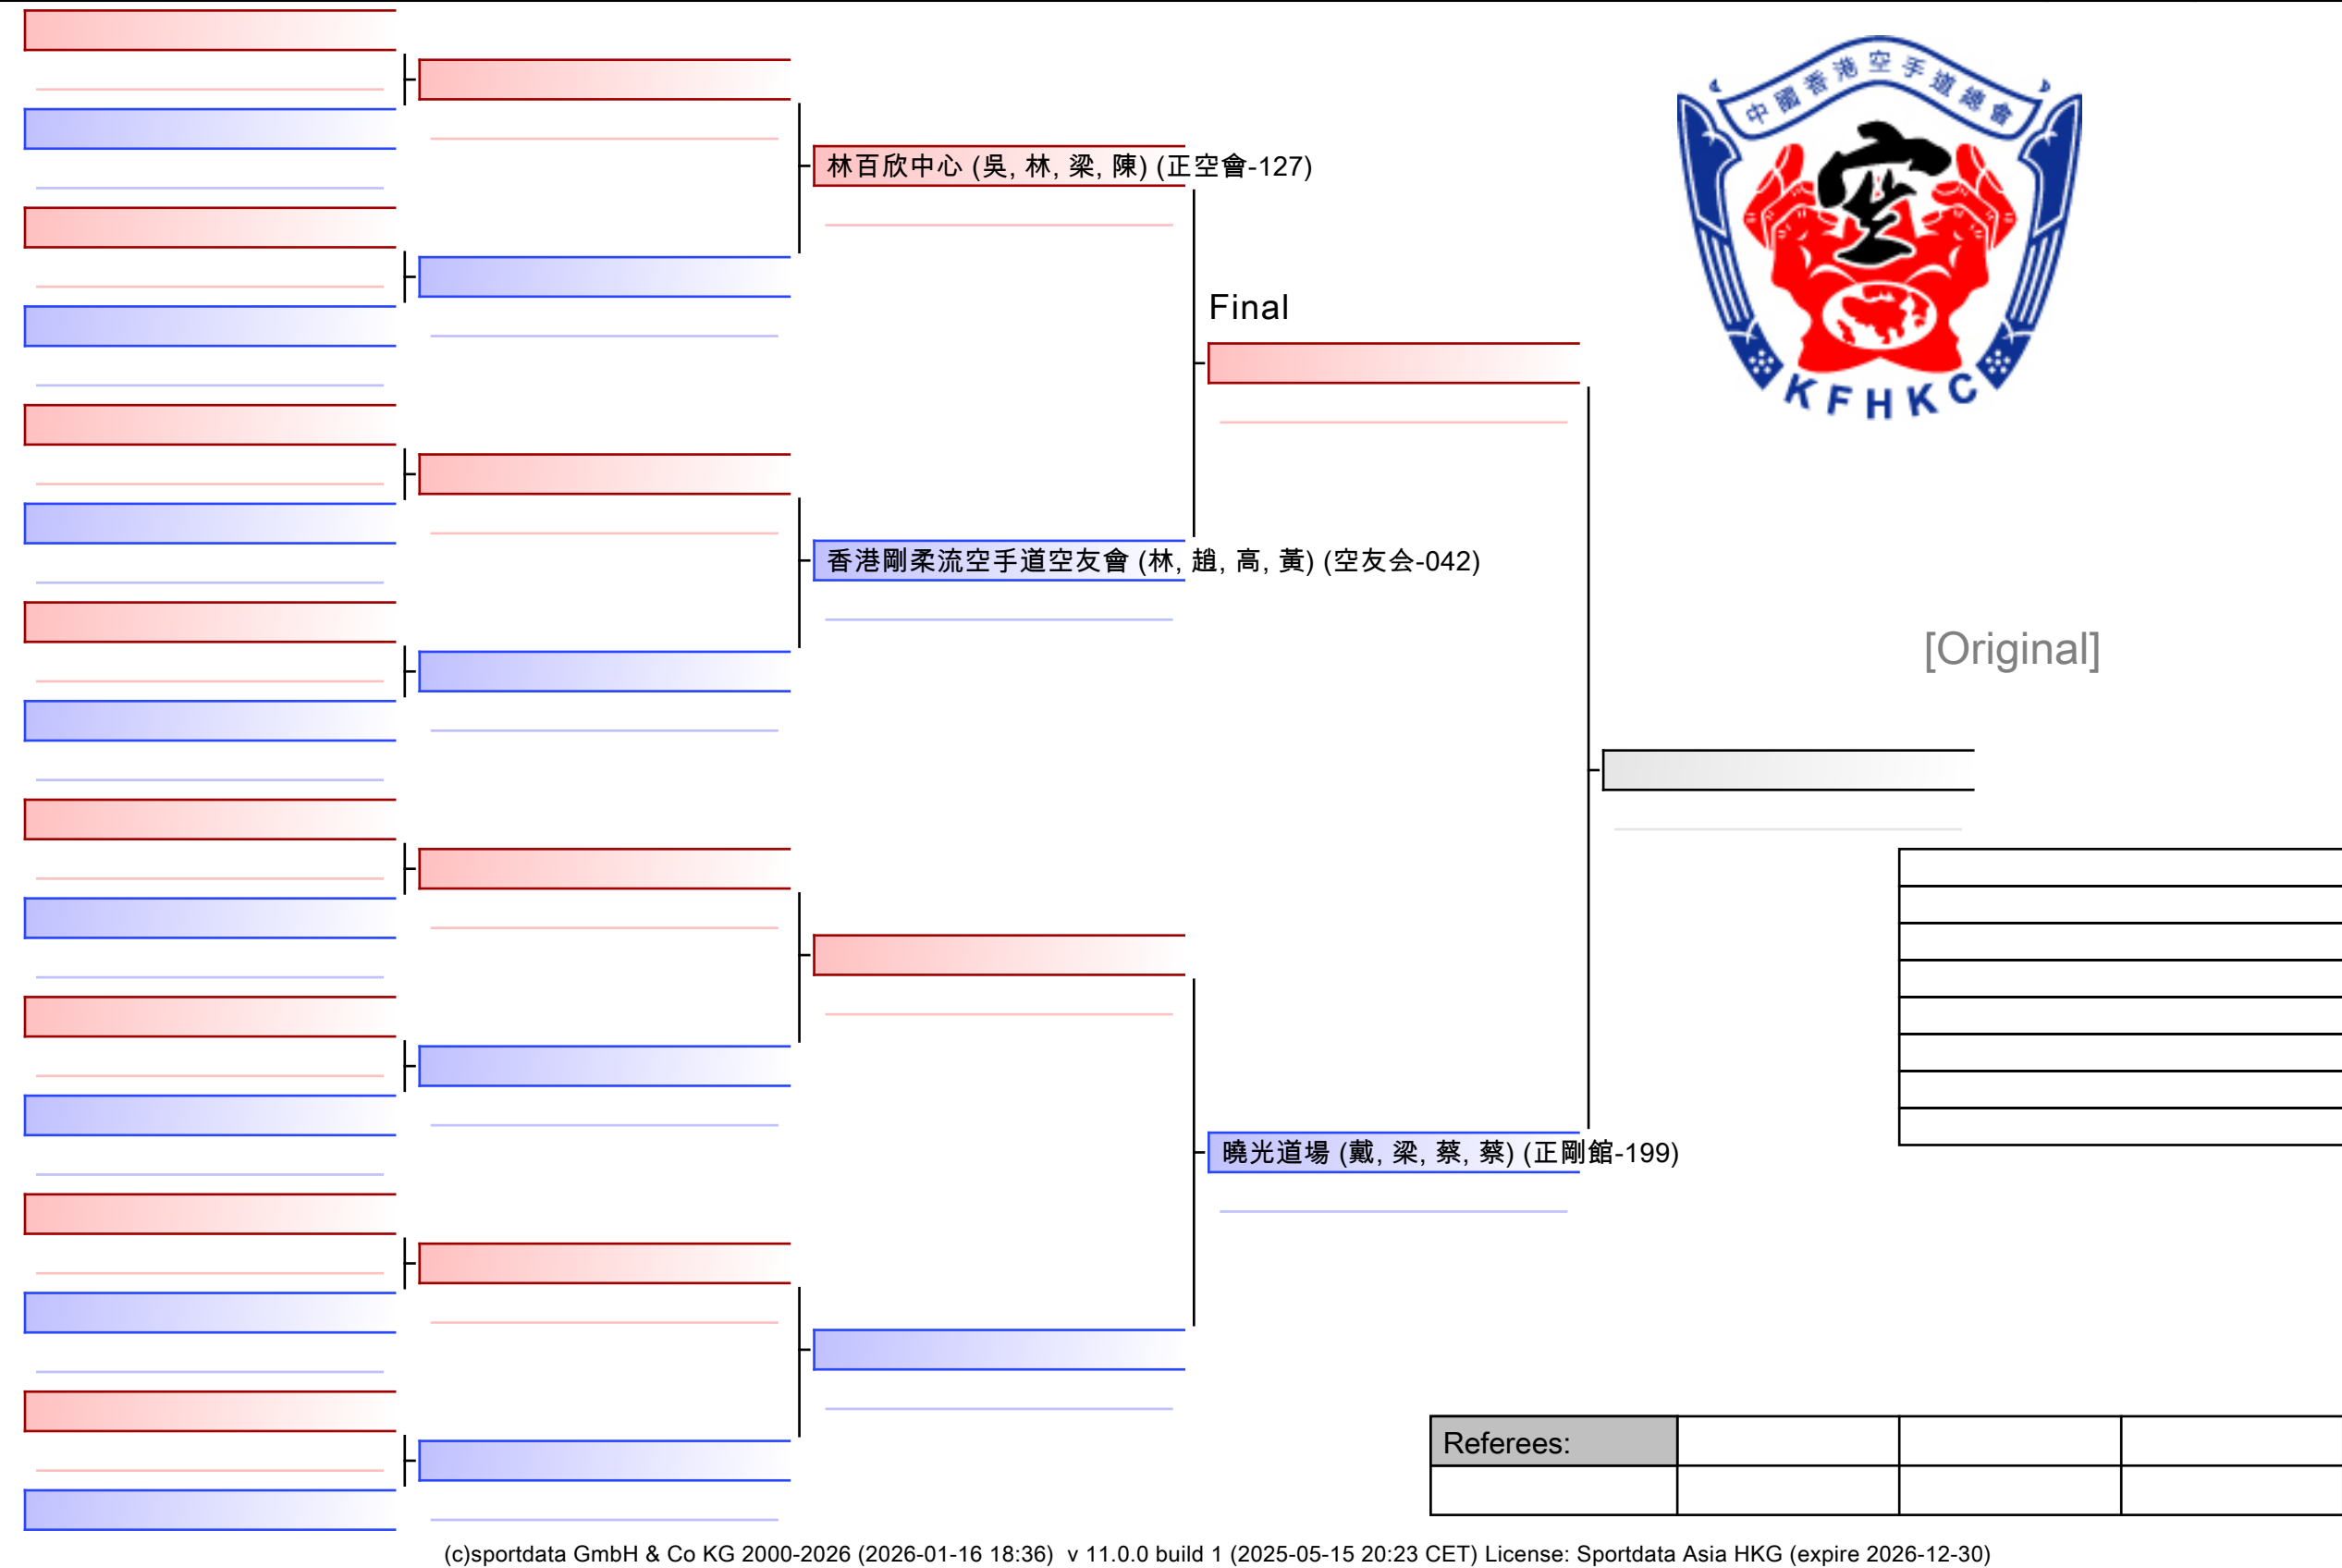 中國香港空手道總會
空
KFHKC
林百欣中心 (吳, 林, 梁, 陳) (正空會-127)
Final
香港剛柔流空手道空友會 (林, 趙, 高, 黃) (空友会-042)
[Original]
曉光道場 (戴, 梁, 蔡, 蔡) (正剛館-199)
Referees:
(c)sportdata GmbH & Co KG 2000-2026 (2026-01-16 18:36)  v 11.0.0 build 1 (2025-05-15 20:23 CET) License: Sportdata Asia HKG (expire 2026-12-30)